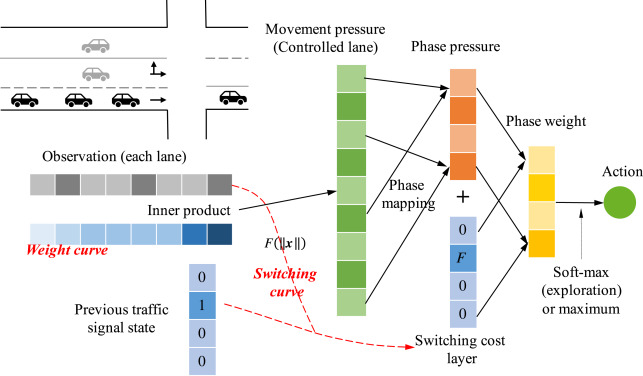 Movement pressure
(Controlled lane)
Phase pressure
Phase weight
Observation (each lane)
Action
Inner product
Phase
mapping
+
F(||x||)
Weight curve
Switching
curve
0
F
0
0
Soft-max
(exploration)
or maximum
Previous traffic
signal state
0
1
0
0
Switching cost
layer